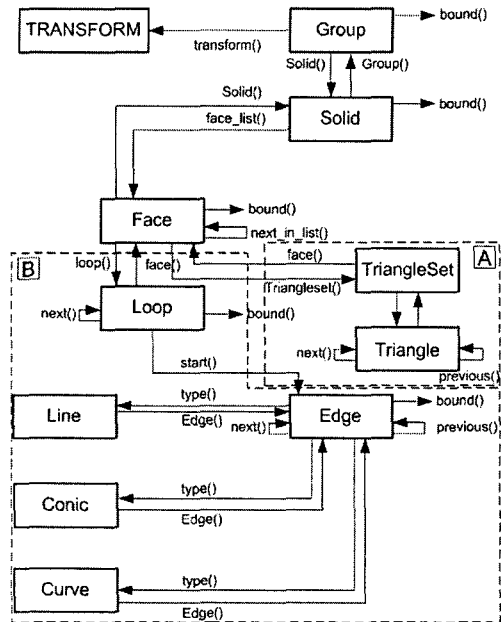 TRANSFORM
Group
bound()
transform()
Solid()
Group()
Solid()
face_list()
Solid
bound()
Face
bound()
next_in_list()
B
A
loop()
face()
face()
Triangleset()
TriangleSet
next()
Loop
bound()
next()
Triangle
previous()
start()
type()
Edge()
Line
next()
Edge
bound()
previous()
Conic
type()
Edge()
Curve
type()
Edge()